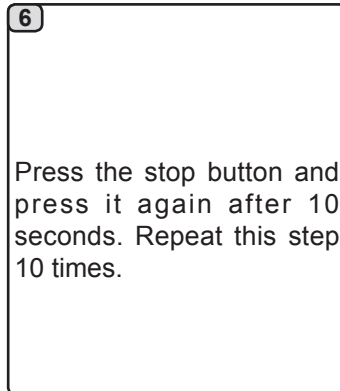 6
Press the stop button and
press it again after 10
seconds. Repeat this step
10 times.